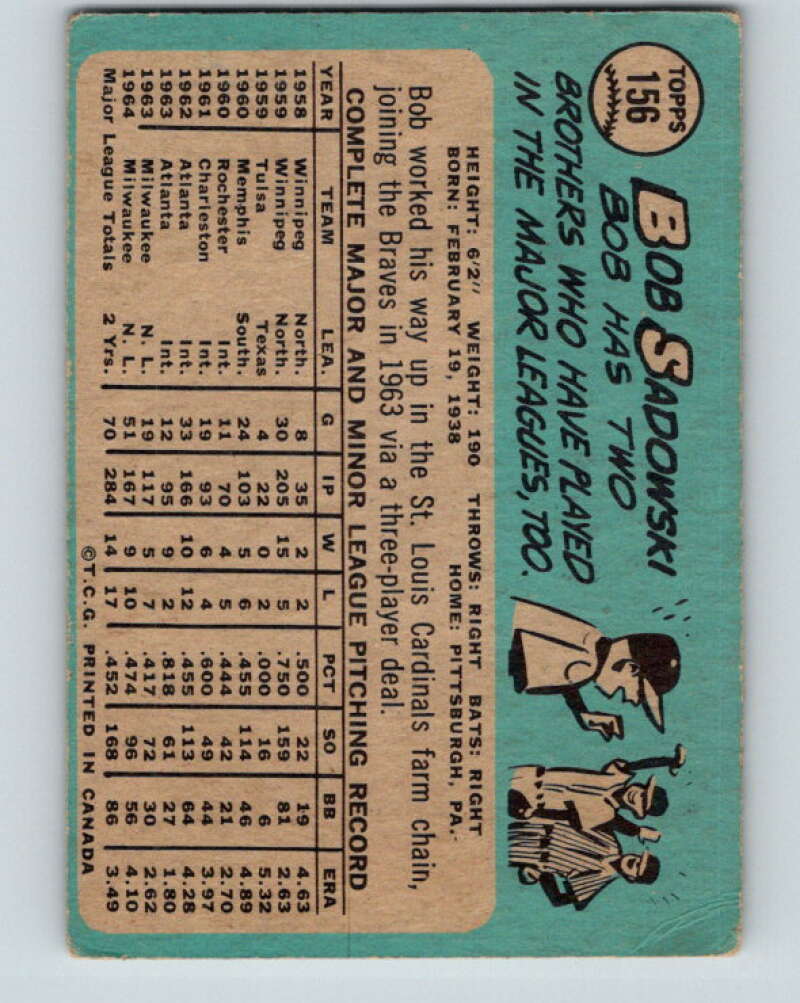 TOPPS
156
BOB SADOWSKI
BOB HAS TWO
BROTHERS WHO HAVE PLAYED
IN THE MAJOR LEAGUES, TOO.
HEIGHT: 6'2" WEIGHT: 190 THROWS: RIGHT BATS: RIGHT
BORN: FEBRUARY 19, 1938 HOME: PITTSBURGH, PA.
Bob worked his way up in the St. Louis Cardinals farm chain,
joining the Braves in 1963 via a three-player deal.
COMPLETE MAJOR AND MINOR LEAGUE PITCHING RECORD
YEAR TEAM LEA. G IP W L PCT SO BB ERA
1958 Winnipeg North. 8 35 2 2 .500 22 19 4.63
1959 Winnipeg North. 30 205 15 5 .750 159 81 2.63
1959 Tulsa Texas 4 22 0 2 .000 16 6 5.32
1960 Memphis South. 24 103 5 6 .455 114 46 4.89
1960 Rochester Int. 11 70 4 5 .444 42 21 2.70
1961 Charleston Int. 19 93 6 4 .600 49 44 3.97
1962 Atlanta Int. 33 166 10 12 .455 113 64 4.28
1963 Atlanta Int. 12 95 9 2 .818 61 27 1.80
1963 Milwaukee N. L. 19 117 5 7 .417 72 30 2.62
1964 Milwaukee N. L. 51 167 9 10 .474 96 56 4.10
Major League Totals 2 Yrs. 70 284 14 17 .452 168 86 3.49
©T.C.G. PRINTED IN CANADA